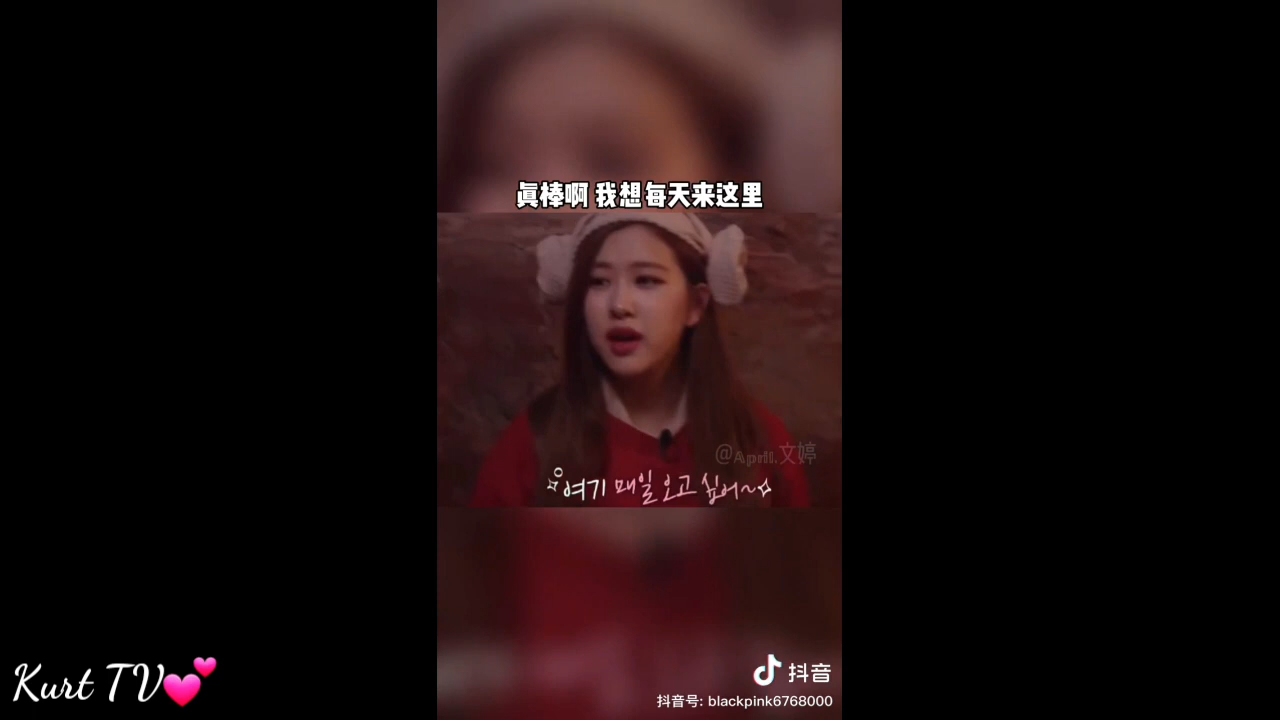 真棒啊 我想每天来这里
@April.文婷
여기 매일 오고 싶어~
Kurt TV
抖音
抖音号: blackpink6768000